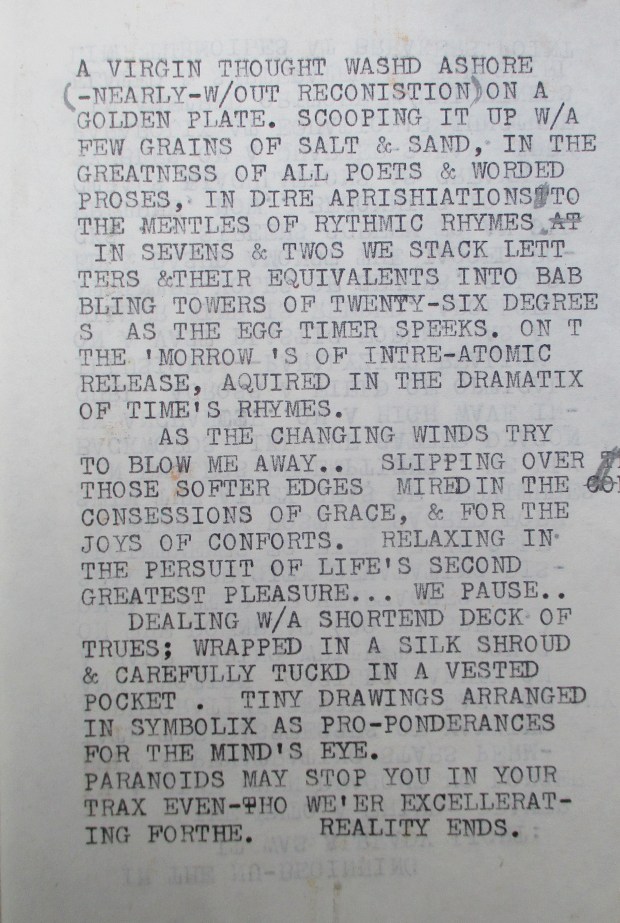 A VIRGIN THOUGHT WASHD ASHORE
(-NEARLY-W/OUT RECONISTION)ON A
GOLDEN PLATE. SCOOPING IT UP W/A
FEW GRAINS OF SALT & SAND, IN THE
GREATNESS OF ALL POETS & WORDED
PROSES, IN DIRE APRISHIATIONS TO
THE MENTLES OF RYTHMIC RHYMES AT
IN SEVENS & TWOS WE STACK LETT
TERS &THEIR EQUIVALENTS INTO BAB
BLING TOWERS OF TWENTY-SIX DEGREE
S AS THE EGG TIMER SPEEKS. ON T
THE 'MORROW 'S OF INTRE-ATOMIC
RELEASE, AQUIRED IN THE DRAMATIX
OF TIME'S RHYMES.
AS THE CHANGING WINDS TRY
TO BLOW ME AWAY.. SLIPPING OVER
THOSE SOFTER EDGES MIRED IN THE
CONSESSIONS OF GRACE, & FOR THE
JOYS OF CONFORTS. RELAXING IN
THE PERSUIT OF LIFE'S SECOND
GREATEST PLEASURE... WE PAUSE..
DEALING W/A SHORTEND DECK OF
TRUES; WRAPPED IN A SILK SHROUD
& CAREFULLY TUCKD IN A VESTED
POCKET . TINY DRAWINGS ARRANGED
IN SYMBOLIX AS PRO-PONDERANCES
FOR THE MIND'S EYE.
PARANOIDS MAY STOP YOU IN YOUR
TRAX EVEN-THO WE'ER EXCELLERAT-
ING FORTHE. REALITY ENDS.